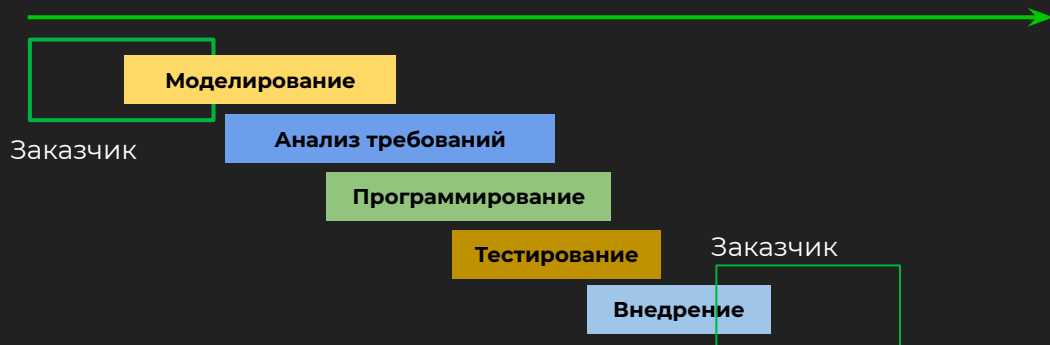 Моделирование
Заказчик
Анализ требований
Программирование
Тестирование
Заказчик
Внедрение